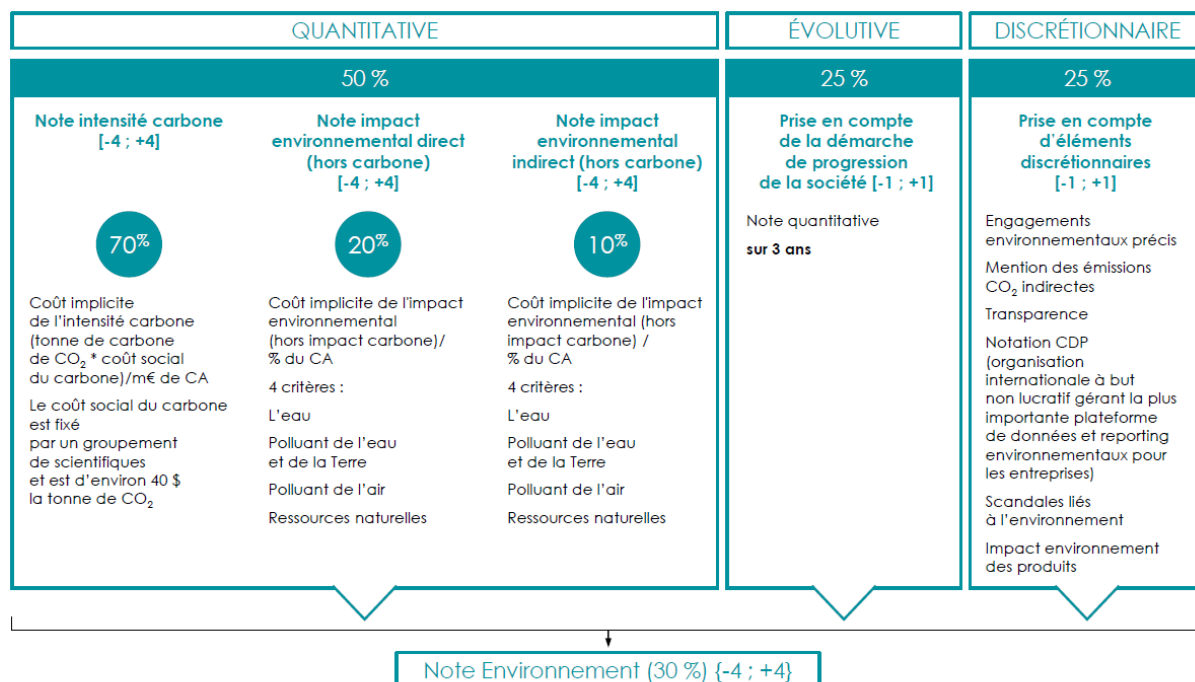 QUANTITATIVE
50 %
Note intensité carbone
[-4 ; +4]
70%
Coût implicite
de l'intensité carbone
(tonne de carbone
de CO2 * coût social
du carbone)/m€ de CA
Le coût social du carbone
est fixé
par un groupement
de scientifiques
et est d'environ 40 $
la tonne de CO2
Note impact
environnemental direct
(hors carbone)
[-4 ; +4]
20%
Coût implicite de l'impact
environnemental
(hors impact carbone)/
% du CA
4 critères :
L'eau
Polluant de l'eau
et de la Terre
Polluant de l'air
Ressources naturelles
Note impact
environnemental
indirect (hors carbone)
[-4 ; +4]
10%
Coût implicite de l'impact
environnemental (hors
impact carbone) /
% du CA
4 critères :
L'eau
Polluant de l'eau
et de la Terre
Polluant de l'air
Ressources naturelles
ÉVOLUTIVE
25 %
Prise en compte
de la démarche
de progression
de la société [-1 ; +1]
Note quantitative
sur 3 ans
DISCRÉTIONNAIRE
25 %
Prise en compte
d'éléments
discrétionnaires
[-1 ; +1]
Engagements
environnementaux précis
Mention des émissions
CO2 indirectes
Transparence
Notation CDP
(organisation
internationale à but
non lucratif gérant la plus
importante plateforme
de données et reporting
environnementaux pour
les entreprises)
Scandales liés
à l'environnement
Impact environnement
des produits
Note Environnement (30 %) {-4 ; +4}